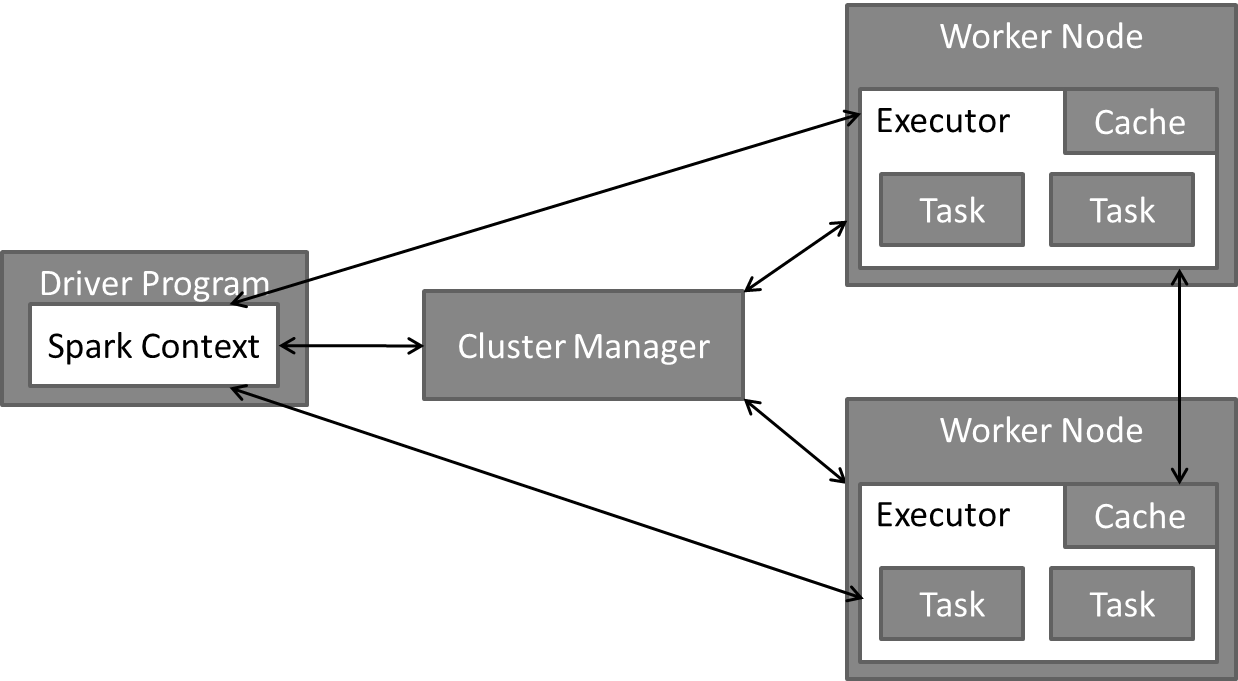 Driver Program
Spark Context
Cluster Manager
Worker Node
Executor
Cache
Task
Task
Worker Node
Executor
Cache
Task
Task